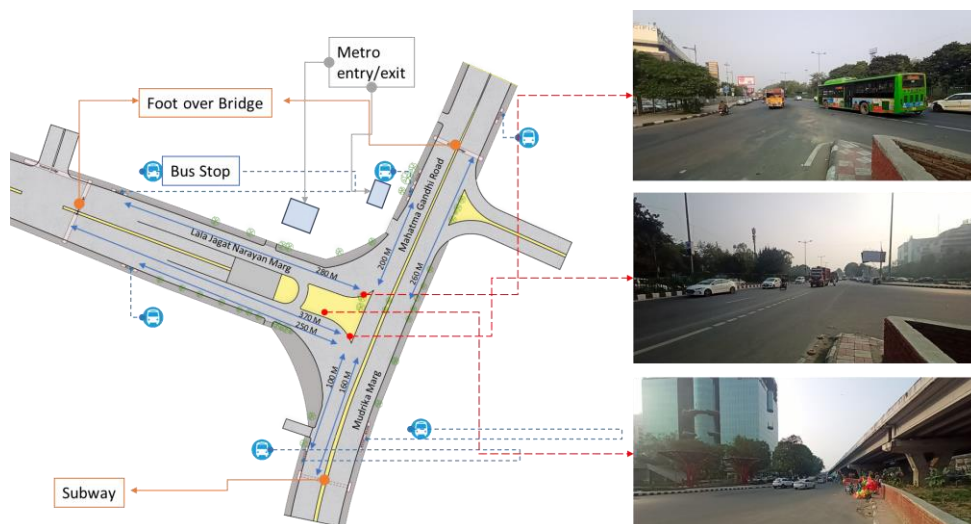 Metro
entry/exit
Foot over Bridge
Bus Stop
Mahatma Gandhi Road
Lala Jagat Narayan Marg
280 M
200 M
260 M
370 M
250 M
100 M
160 M
Mudrika Marg
Subway